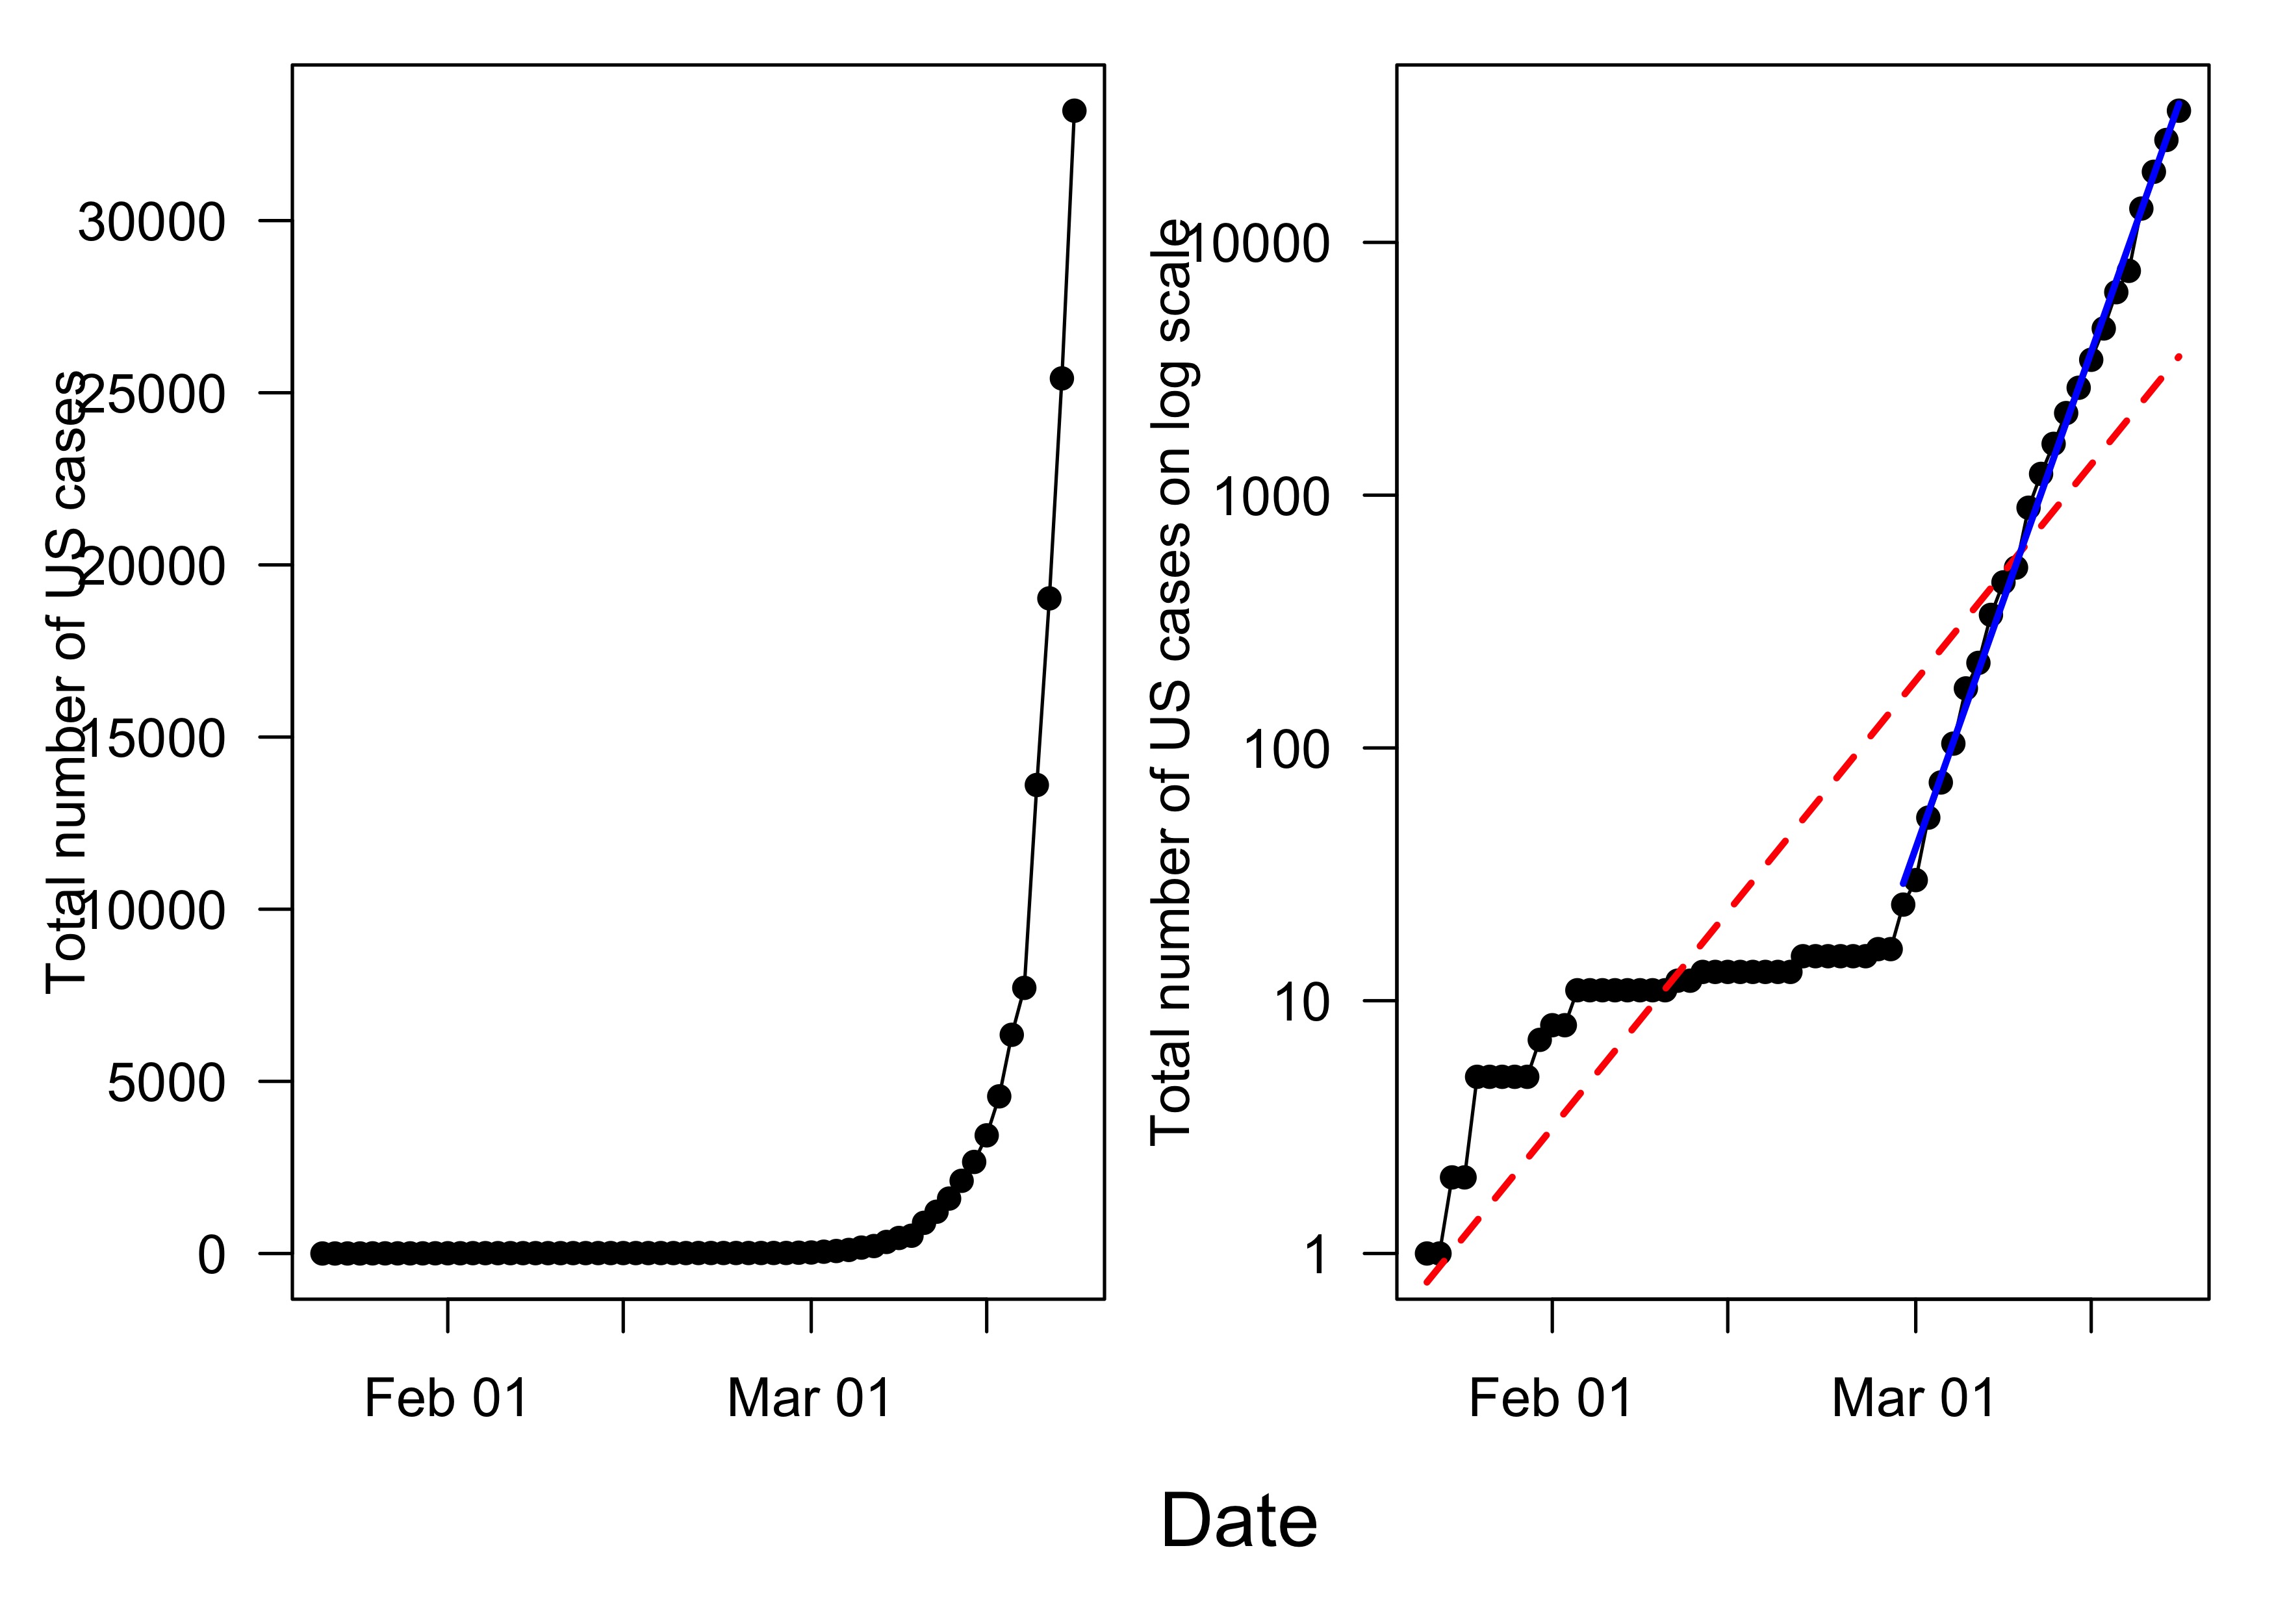 Total number of US cases
30000
25000
20000
15000
10000
5000
0
Feb 01
Mar 01
Total number of US cases on log scale
10000
1000
100
10
1
Feb 01
Mar 01
Date